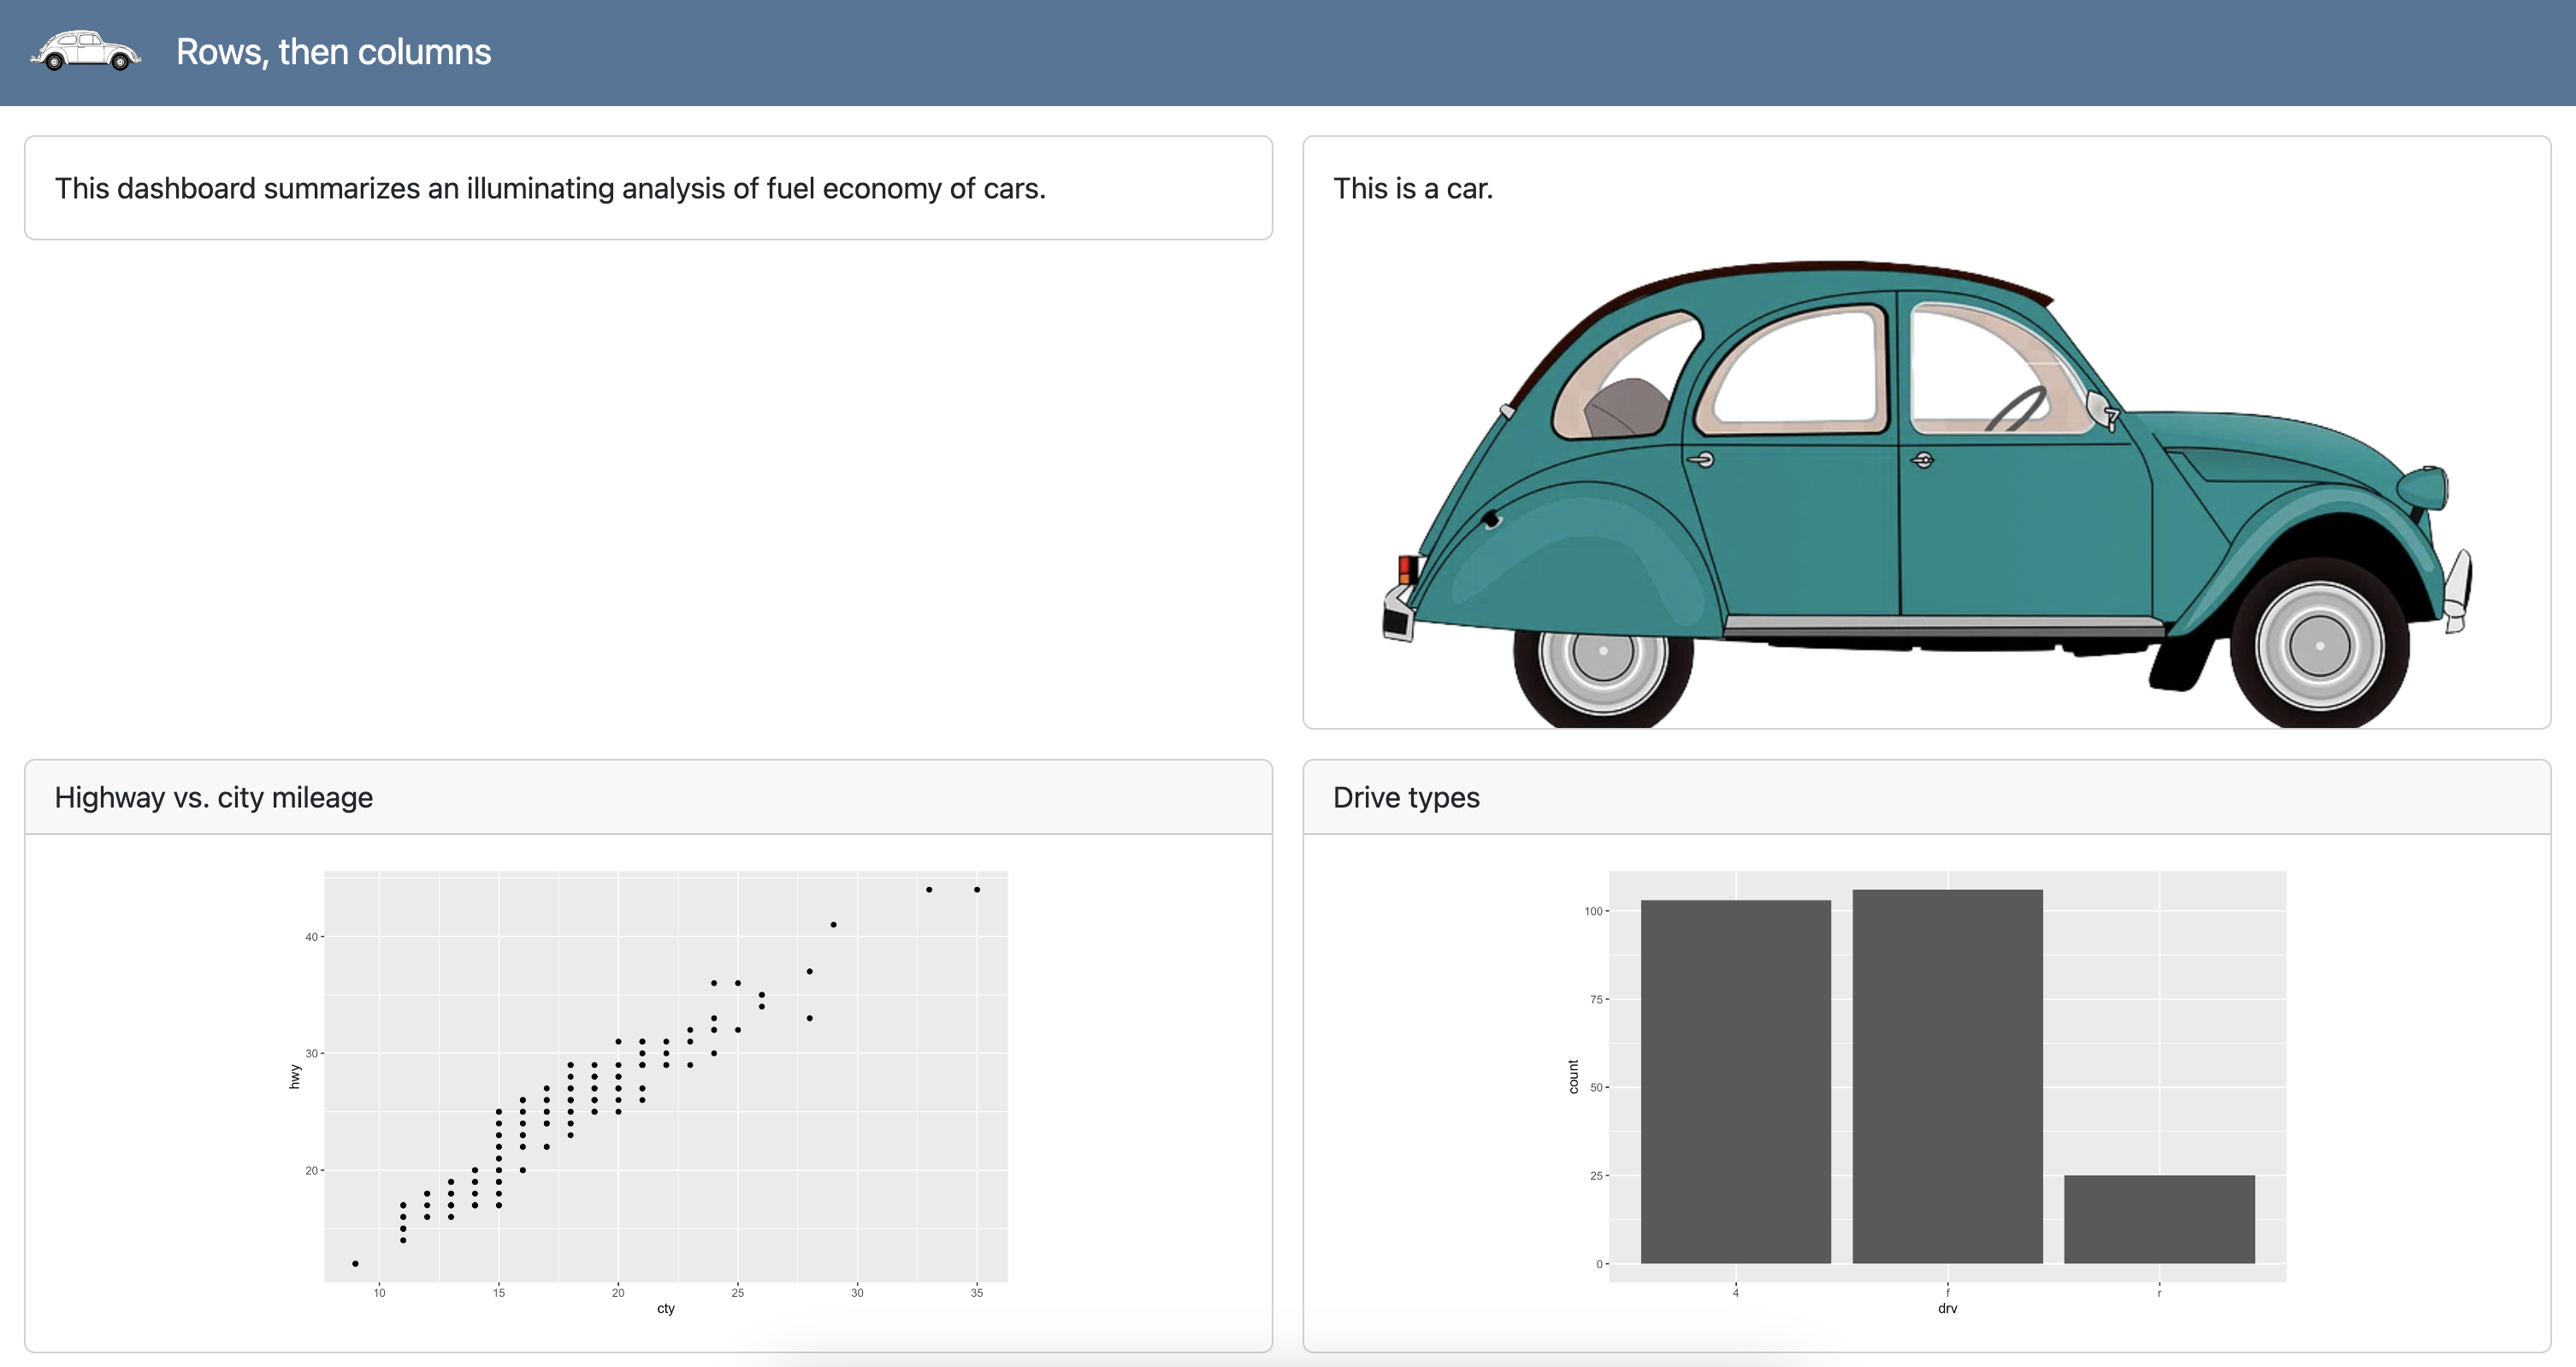 Rows, then columns
This dashboard summarizes an illuminating analysis of fuel economy of cars.
This is a car.
Highway vs. city mileage
40
30
20
hwy
10 15 20 25 30 35
cty
Drive types
100
75
50
25
0
count
4 f r
drv